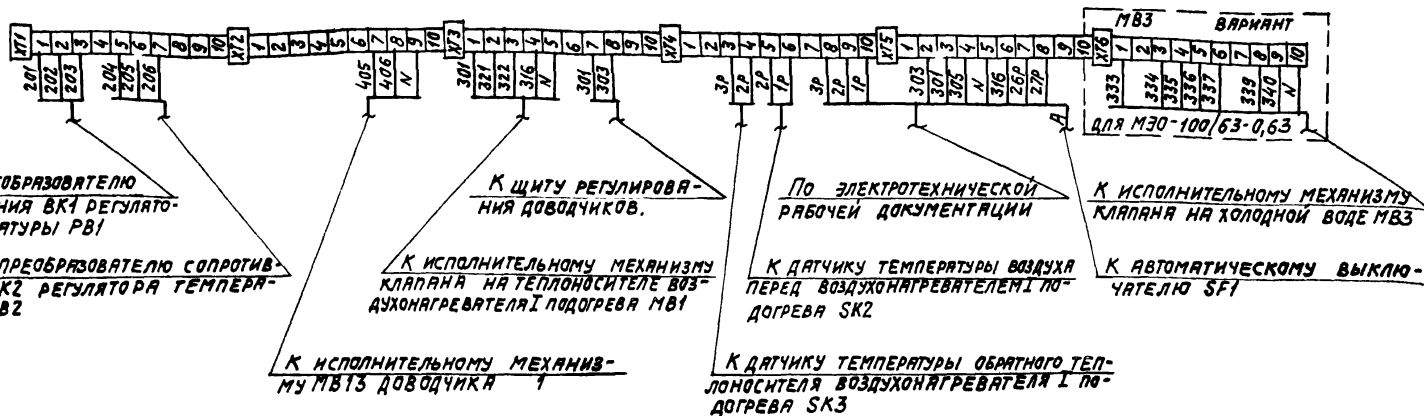 XT1 1 2 3 4 5 6 7 8 9 10 XT2 1 2 3 4 5 6 7 8 9 10 XT3 1 2 3 4 5 6 7 8 9 10 XT4 1 2 3 4 5 6 7 8 9 10 XT5 1 2 3 4 5 6 7 8 9 10 XT6 1 2 3 4 5 6 7 8 9 10
МВ3 ВАРИАНТ
201 202 203 204 205 206 405 406 N 301 321 322 316 N 301 303 3Р 2Р 2Р 1Р 3Р 2Р 1Р 303 301 305 N 316 26Р 27Р А 333 334 335 336 337 339 340 N
ДЛЯ МЭО-100/63-0,63
ОБРАЗОВАТЕЛЮ
НИЯ ВК1 РЕГУЛЯТО-
АТУРЫ РВ1
ПРЕОБРАЗОВАТЕЛЮ СОПРОТИВ-
К2 РЕГУЛЯТОРА ТЕМПЕРА-
В2
К ИСПОЛНИТЕЛЬНОМУ МЕХАНИЗ-
МУ МВ13 ДОВОДЧИКА 1
К ИСПОЛНИТЕЛЬНОМУ МЕХАНИЗМУ
КЛАПАНА НА ТЕПЛОНОСИТЕЛЕ ВОЗ-
ДУХОНАГРЕВАТЕЛЯ I ПОДОГРЕВА МВ1
К ЩИТУ РЕГУЛИРОВА-
НИЯ ДОВОДЧИКОВ.
К ДАТЧИКУ ТЕМПЕРАТУРЫ ОБРАТНОГО ТЕП-
ЛОНОСИТЕЛЯ ВОЗДУХОНАГРЕВАТЕЛЯ I ПО-
ДОГРЕВА SK3
К ДАТЧИКУ ТЕМПЕРАТУРЫ ВОЗДУХА
ПЕРЕД ВОЗДУХОНАГРЕВАТЕЛЕМ I ПО-
ДОГРЕВА SK2
ПО ЭЛЕКТРОТЕХНИЧЕСКОЙ
РАБОЧЕЙ ДОКУМЕНТАЦИИ
К АВТОМАТИЧЕСКОМУ ВЫКЛЮ-
ЧАТЕЛЮ SF1
К ИСПОЛНИТЕЛЬНОМУ МЕХАНИЗМУ
КЛАПАНА НА ХОЛОДНОЙ ВОДЕ МВ3